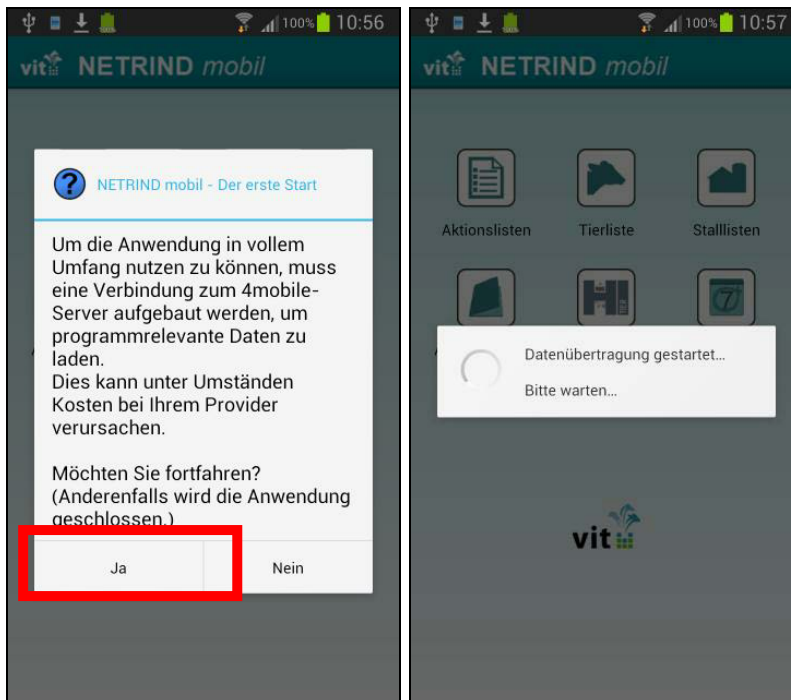 100% 10:56
vit NETRIND mobil
NETRIND mobil - Der erste Start
Um die Anwendung in vollem
Umfang nutzen zu können, muss
eine Verbindung zum 4mobile-
Server aufgebaut werden, um
programmrelevante Daten zu
laden.
Dies kann unter Umständen
Kosten bei Ihrem Provider
verursachen.
Möchten Sie fortfahren?
(Anderenfalls wird die Anwendung
geschlossen.)
Ja Nein
100% 10:57
vit NETRIND mobil
Aktionslisten Tierliste Stalllisten
7
Datenübertragung gestartet...
Bitte warten...
vit